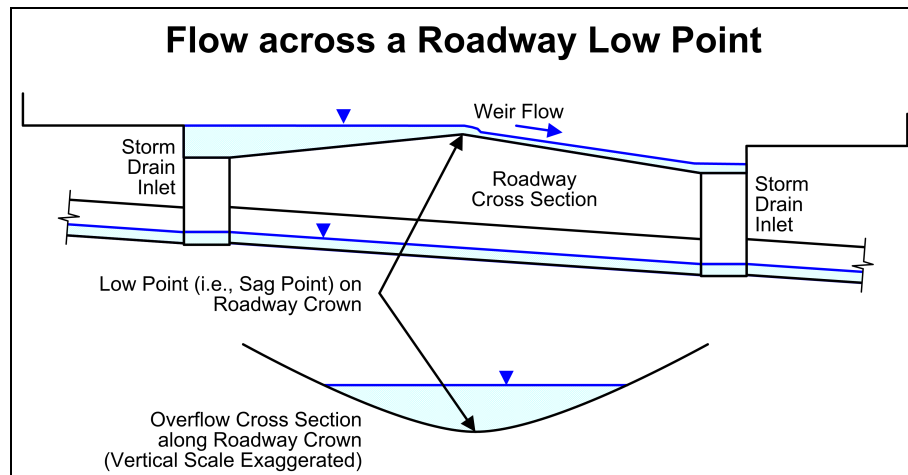 Flow across a Roadway Low Point
Weir Flow
Storm
Drain
Inlet
Roadway
Cross Section
Storm
Drain
Inlet
Low Point (i.e., Sag Point) on
Roadway Crown
Overflow Cross Section
along Roadway Crown
(Vertical Scale Exaggerated)